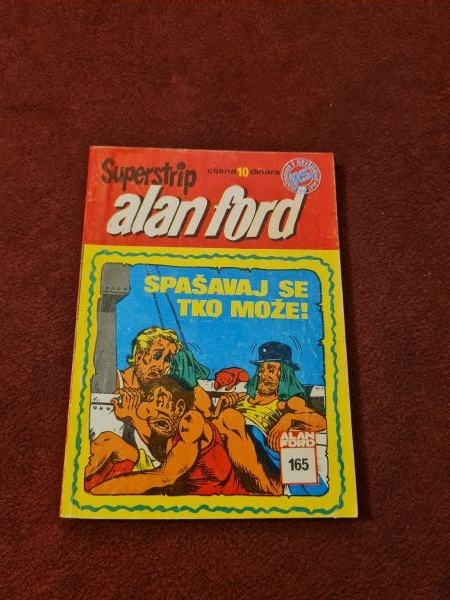 Superstrip
cijena 10 dinara
alan ford
SPAŠAVAJ SE
TKO MOŽE!
ALAN
FORD
165